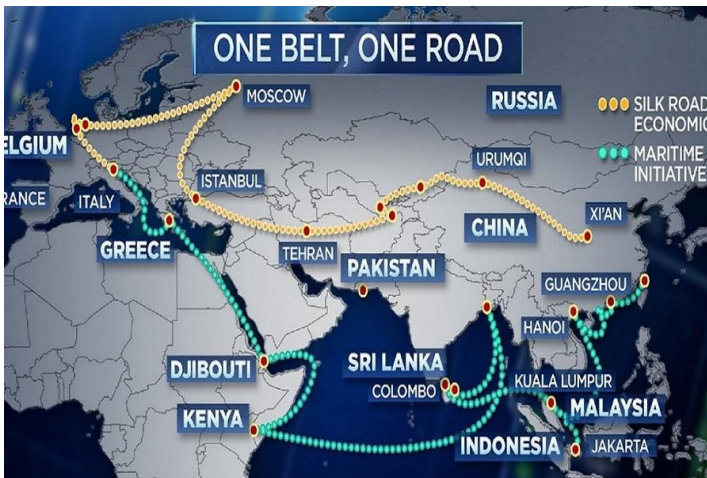 ONE BELT, ONE ROAD
MOSCOW
RUSSIA
SILK ROAD
ECONOMIC
MARITIME
INITIATIVE
ELGIUM
URUMQI
ISTANBUL
RANCE
ITALY
XI'AN
CHINA
GREECE
TEHRAN
PAKISTAN
GUANGZHOU
HANOI
DJIBOUTI
SRI LANKA
COLOMBO
KUALA LUMPUR
MALAYSIA
KENYA
INDONESIA
JAKARTA